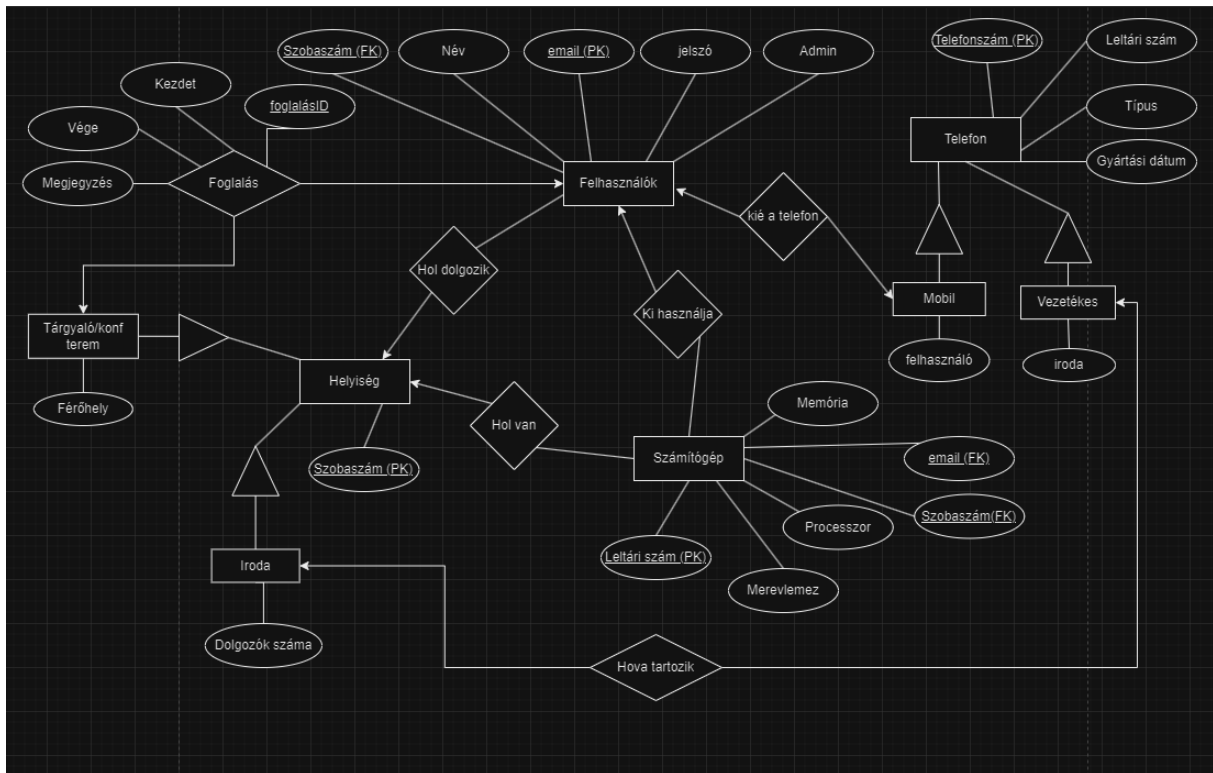 Szobaszám (FK)
Név
email (PK)
jelszó
Admin
Telefonszám (PK)
Leltári szám
Kezdet
foglalásID
Vége
Típus
Telefon
Megjegyzés
Foglalás
Felhasználók
Gyártási dátum
kié a telefon
Hol dolgozik
Mobil
Vezetékes
Ki használja
Tárgyaló/konf
terem
felhasználó
iroda
Helyiség
Férőhely
Memória
Hol van
Szobaszám (PK)
Számítógép
email (FK)
Szobaszám(FK)
Processzor
Leltári szám (PK)
Iroda
Merevlemez
Dolgozók száma
Hova tartozik